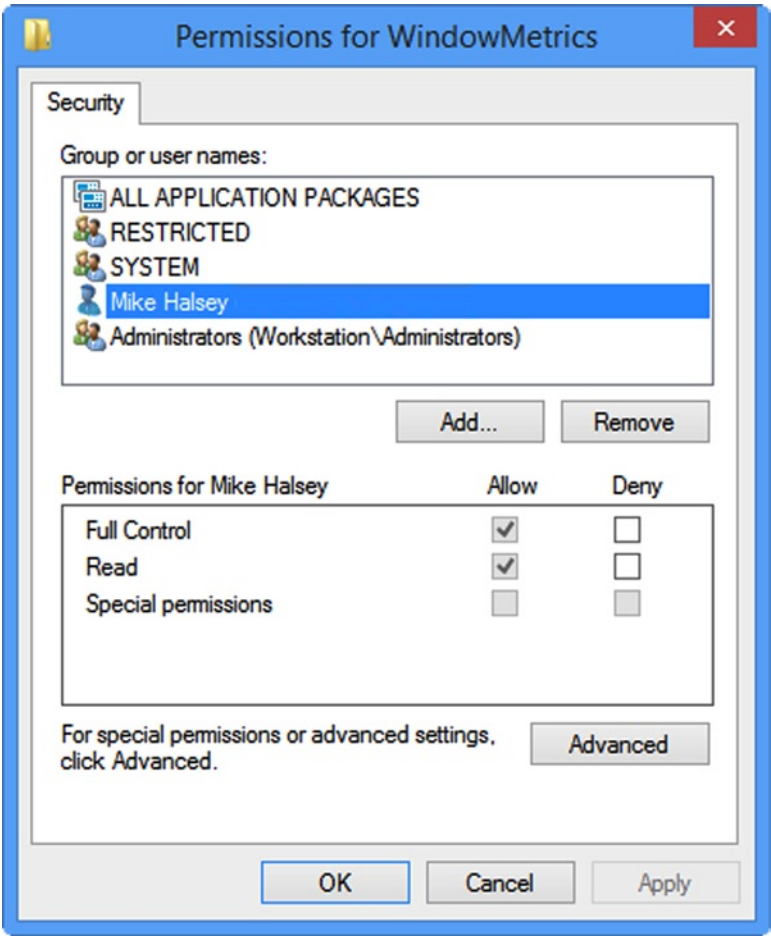 Permissions for WindowMetrics
Security
Group or user names:
ALL APPLICATION PACKAGES
RESTRICTED
SYSTEM
Mike Halsey
Administrators (Workstation\Administrators)
Add... Remove
Permissions for Mike Halsey Allow Deny
Full Control
Read
Special permissions
For special permissions or advanced settings,
click Advanced.
Advanced
OK Cancel Apply